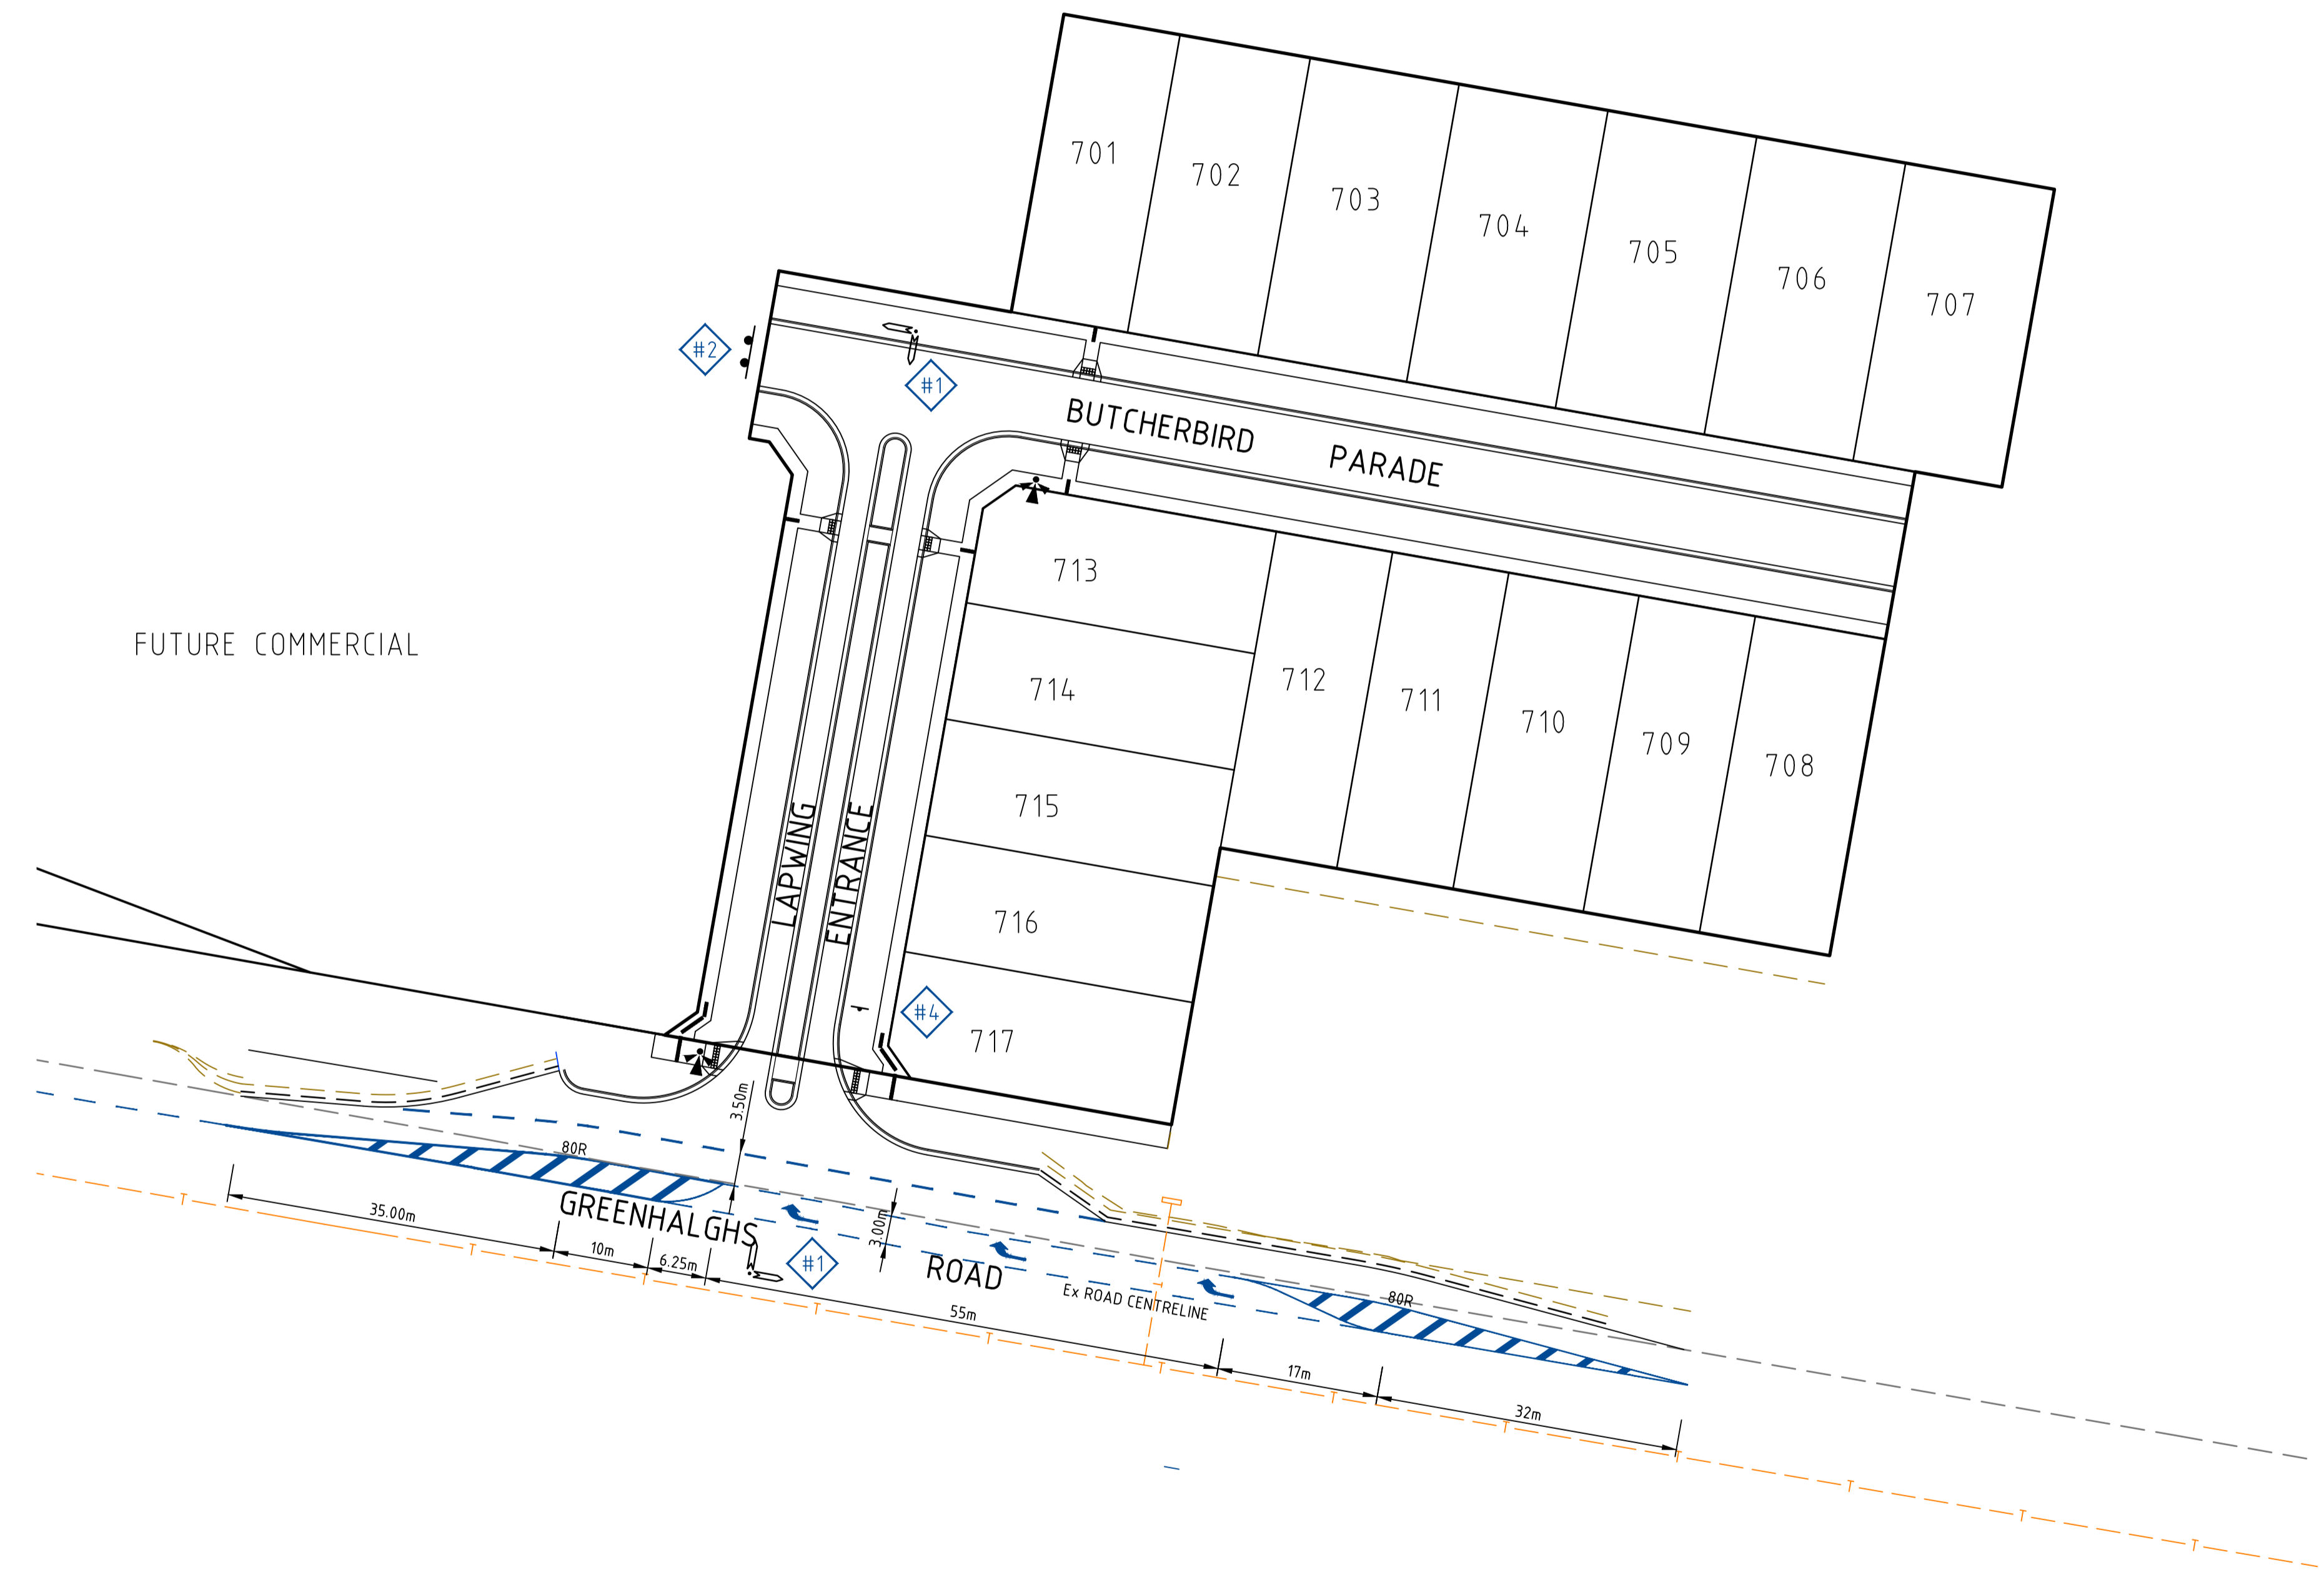 701
702
703
704
705
706
707
#2
#1
BUTCHERBIRD PARADE
713
714
715
716
717
712
711
710
709
708
FUTURE COMMERCIAL
LAPWING
ENTRANCE
#4
3.50m
80R
35.00m
10m
6.25m
GREENHALGHS ROAD
#1
3.00m
55m
Ex ROAD CENTRELINE
80R
17m
32m
T
T
T
T
T
T
T
T
T
T
T
T
T